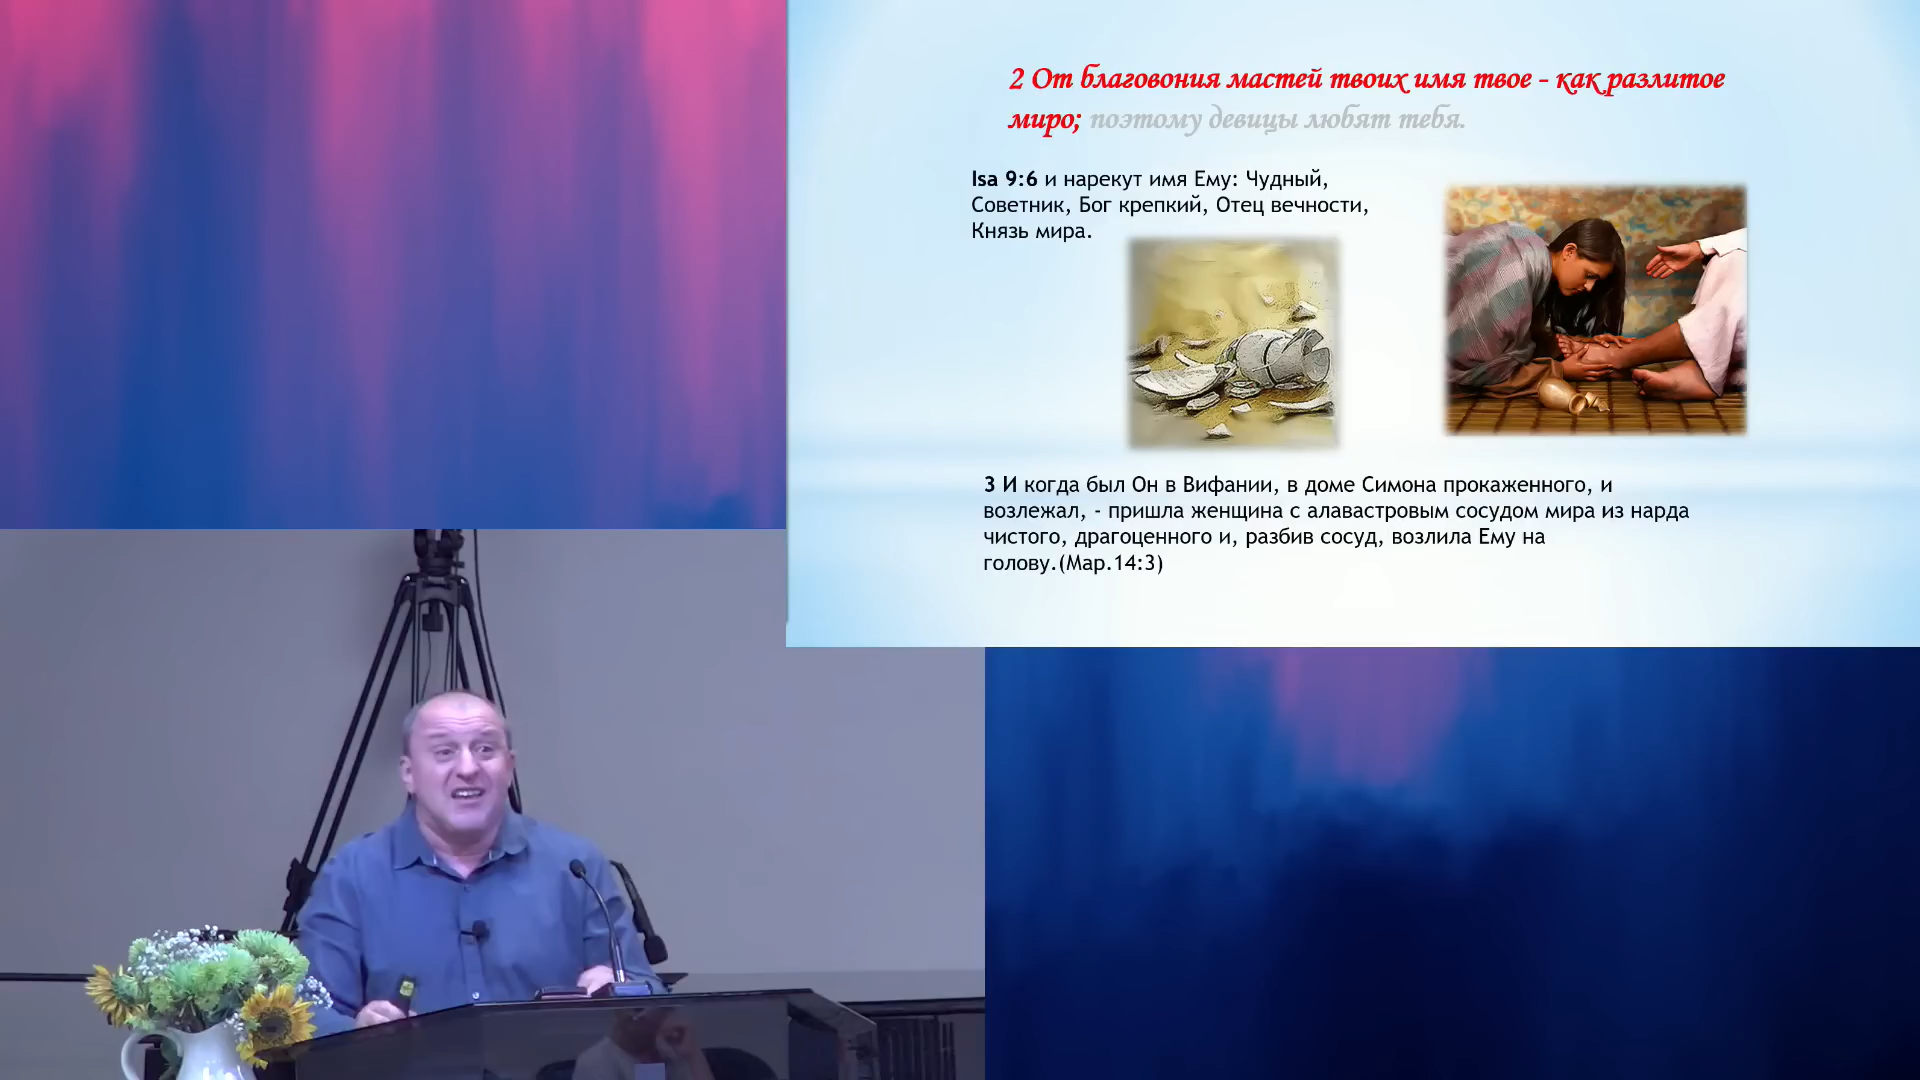 2 От благовония мастей твоих имя твое - как разлитое
миро; поэтому девицы любят тебя.
Isa 9:6 и нарекут имя Ему: Чудный,
Советник, Бог крепкий, Отец вечности,
Князь мира.
3 И когда был Он в Вифании, в доме Симона прокаженного, и
возлежал, - пришла женщина с алавастровым сосудом мира из нарда
чистого, драгоценного и, разбив сосуд, возлила Ему на
голову.(Мар.14:3)